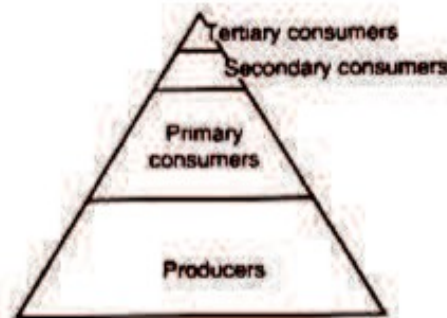 Tertiary consumers
Secondary consumers
Primary
consumers
Producers